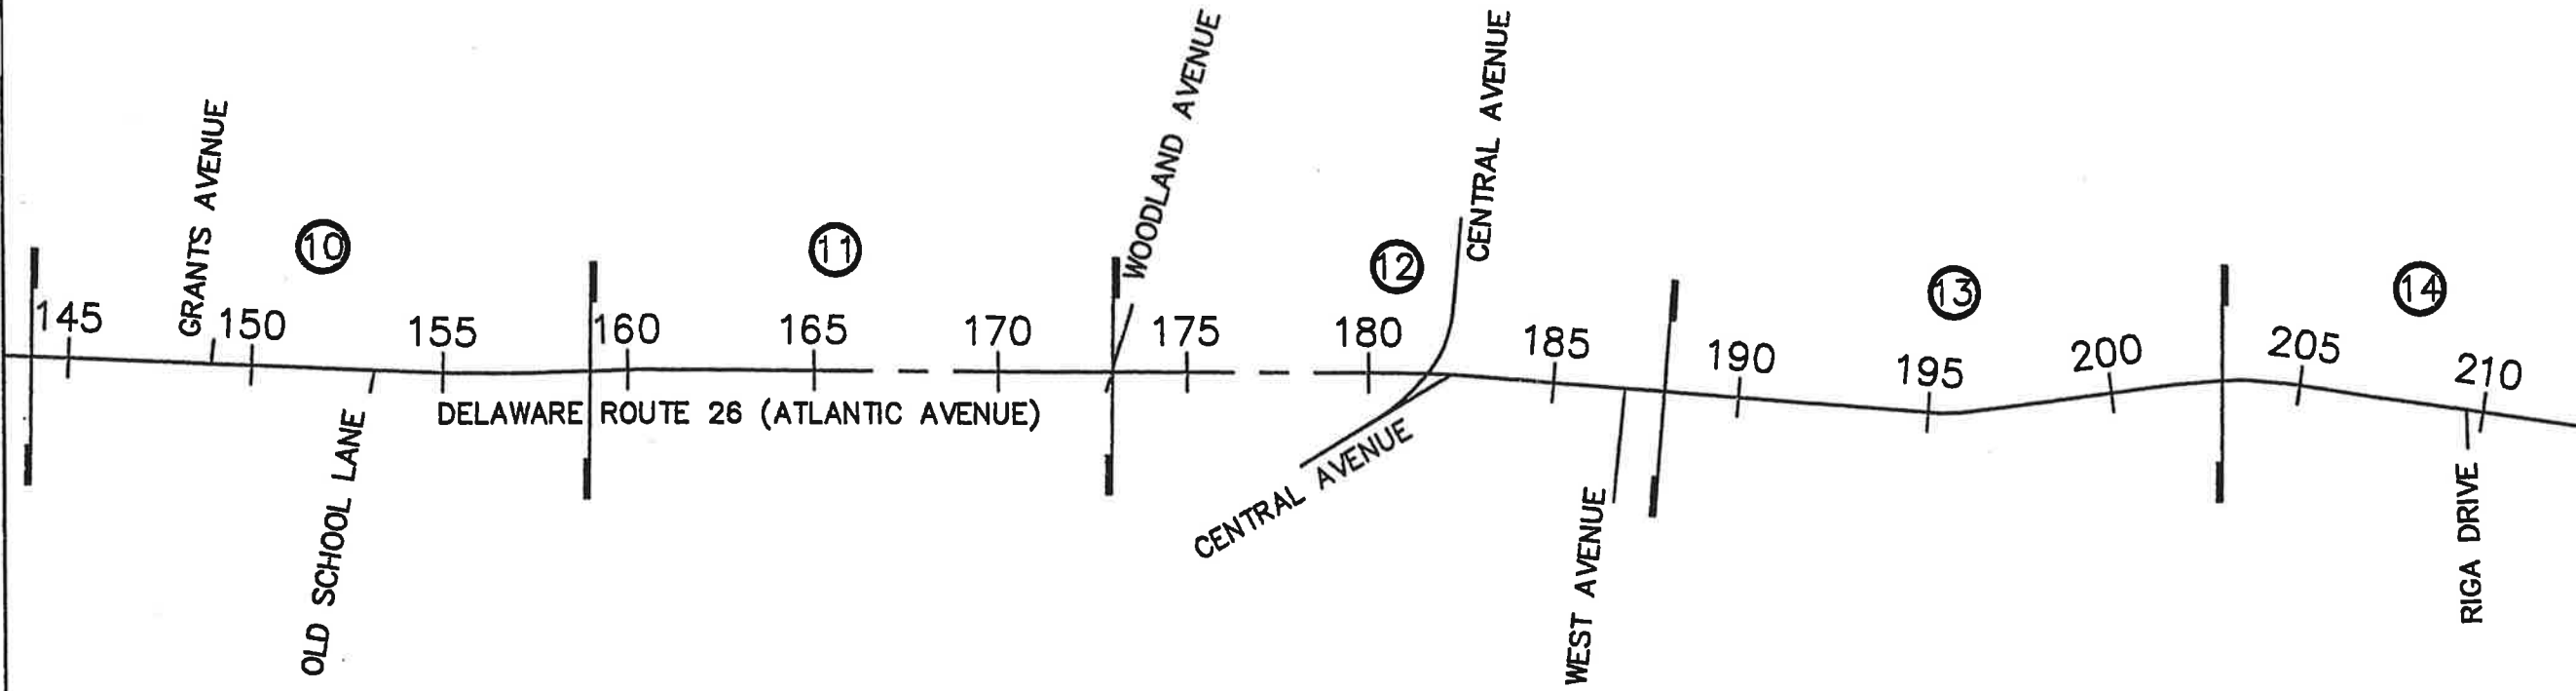 WOODLAND AVENUE
CENTRAL AVENUE
GRANTS AVENUE
10
11
12
13
14
145
150
155
160
165
170
175
180
185
190
195
200
205
210
DELAWARE ROUTE 26 (ATLANTIC AVENUE)
OLD SCHOOL LANE
CENTRAL AVENUE
WEST AVENUE
RIGA DRIVE